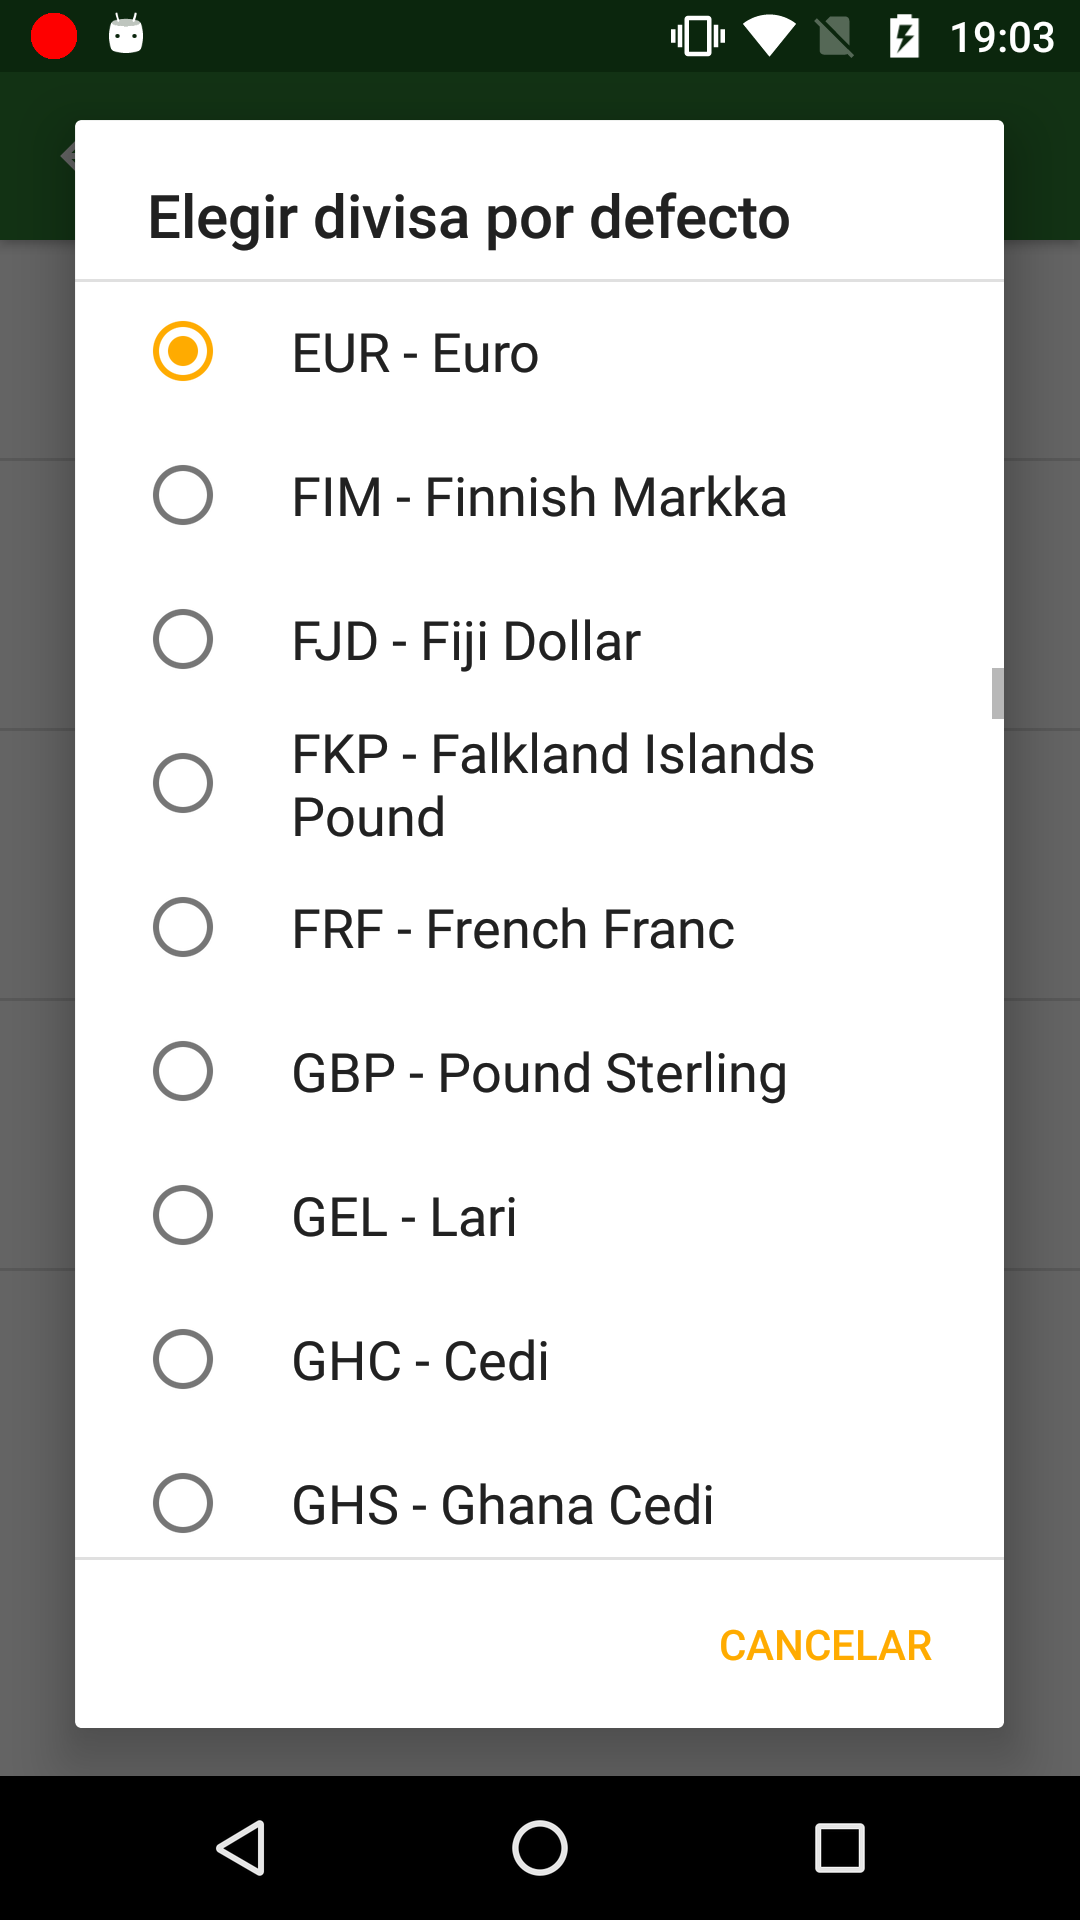 19:03
Elegir divisa por defecto
EUR - Euro
FIM - Finnish Markka
FJD - Fiji Dollar
FKP - Falkland Islands
Pound
FRF - French Franc
GBP - Pound Sterling
GEL - Lari
GHC - Cedi
GHS - Ghana Cedi
CANCELAR